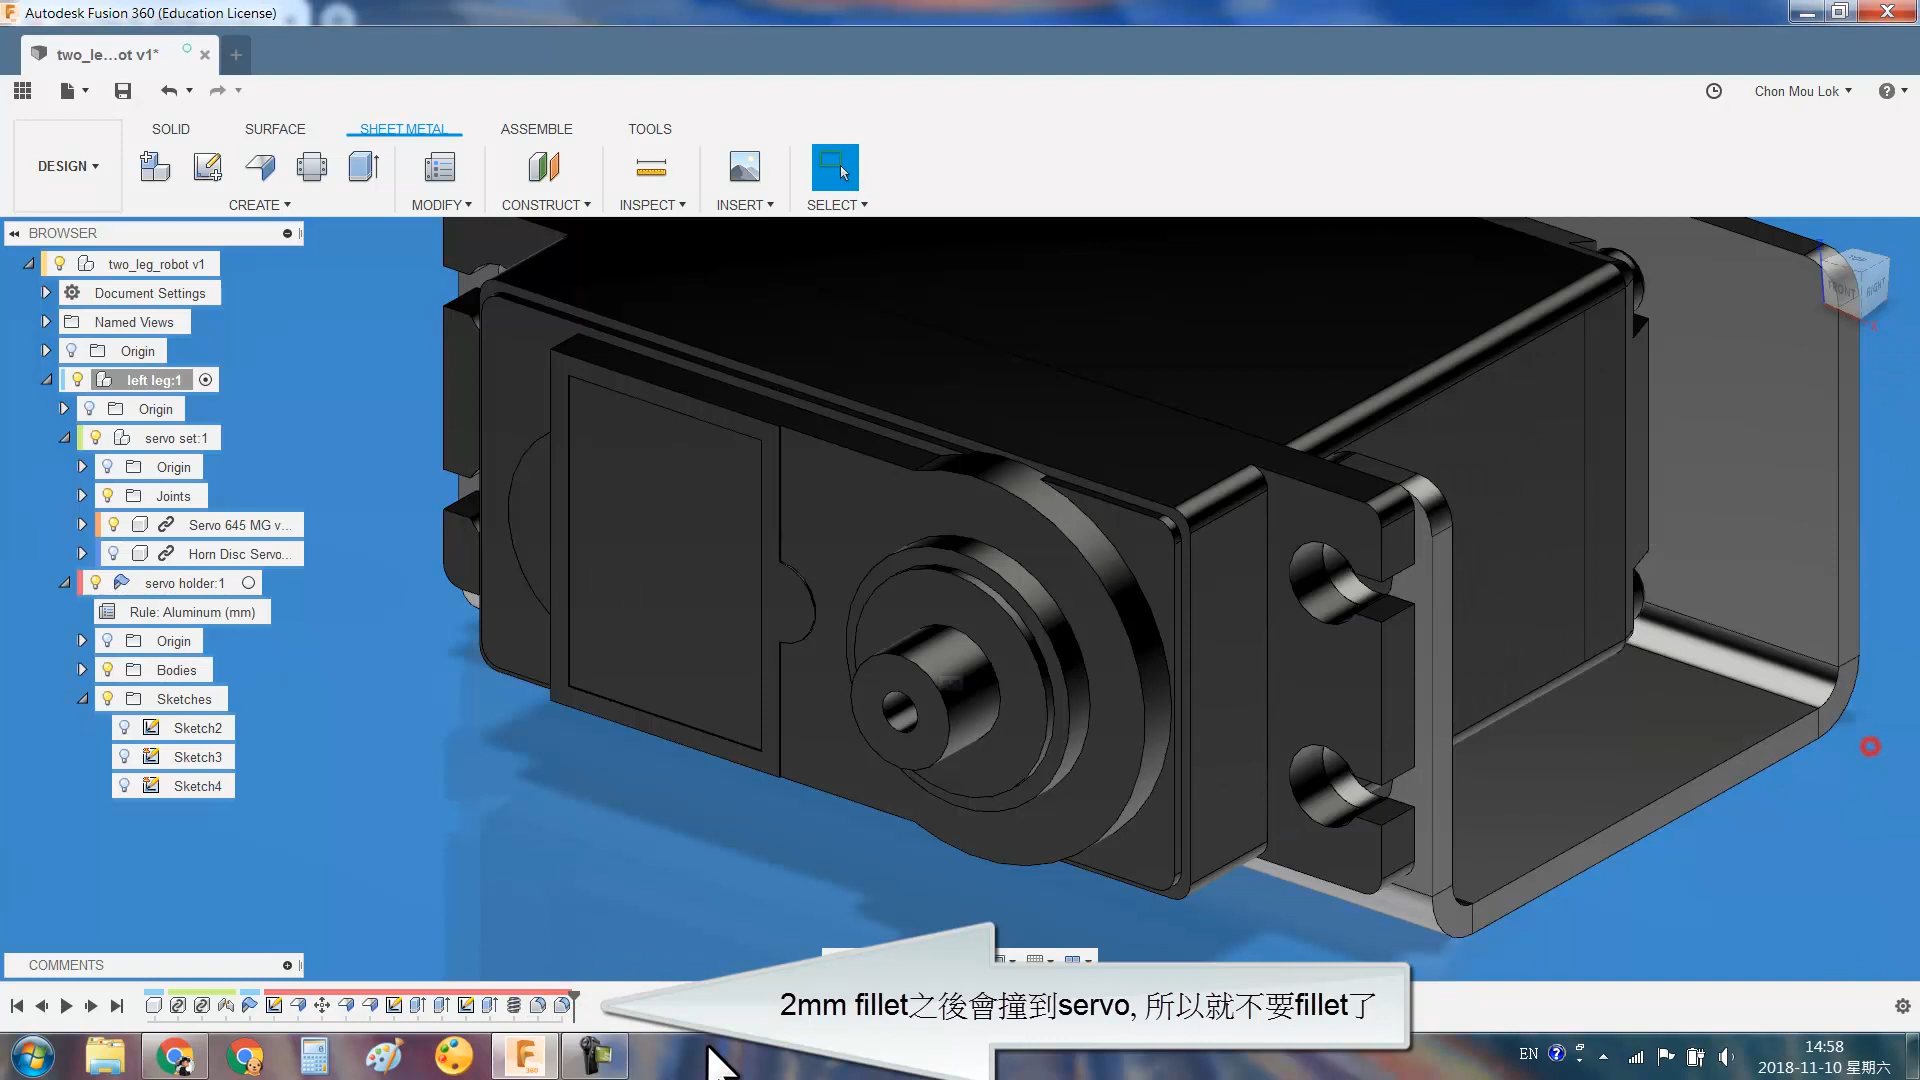 Autodesk Fusion 360 (Education License)
two_le...ot v1*
Chon Mou Lok
DESIGN
SOLID
SURFACE
SHEET METAL
ASSEMBLE
TOOLS
CREATE
MODIFY
CONSTRUCT
INSPECT
INSERT
SELECT
BROWSER
two_leg_robot v1
Document Settings
Named Views
Origin
left leg:1
Origin
servo set:1
Origin
Joints
Servo 645 MG v...
Horn Disc Servo...
servo holder:1
Rule: Aluminum (mm)
Origin
Bodies
Sketches
Sketch2
Sketch3
Sketch4
TOP
FRONT
RIGHT
COMMENTS
2mm fillet之後會撞到servo, 所以就不要fillet了
EN
14:58
2018-11-10 星期六